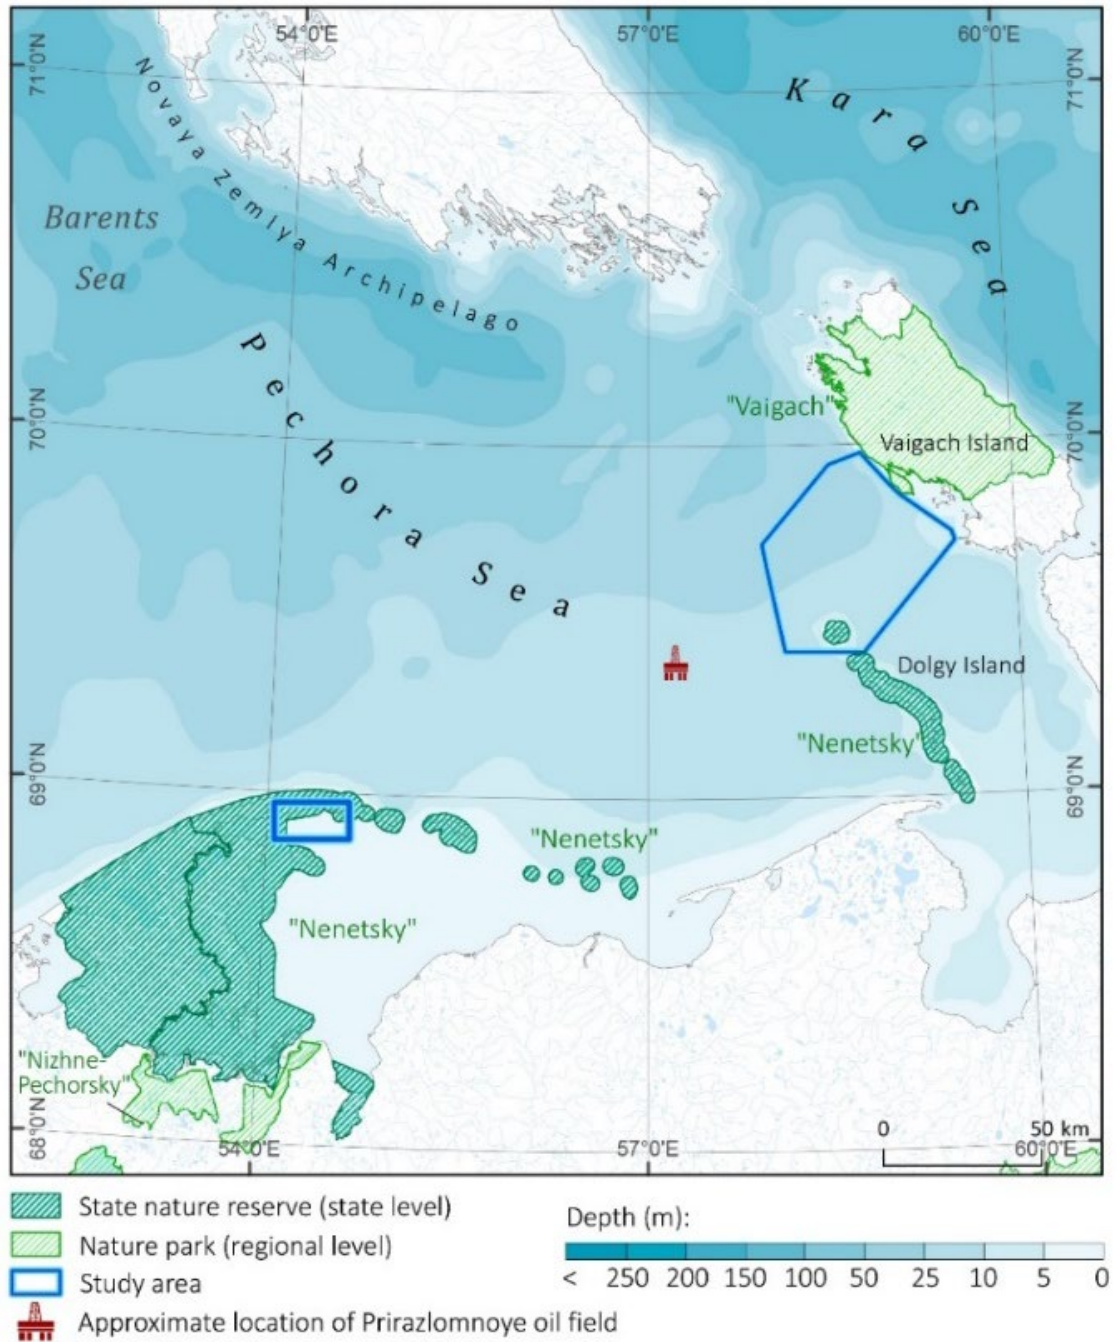 54°0'E
57°0'E
60°0'E
71°0'N
71°0'N
Kara Sea
Novaya Zemlya Archipelago
Barents
Sea
Pechora Sea
"Vaigach"
70°0'N
70°0'N
Vaigach Island
Dolgy Island
"Nenetsky"
69°0'N
69°0'N
"Nenetsky"
"Nenetsky"
"Nizhne-
Pechorsky"
68°0'N
54°0'E
57°0'E
60°0'E
0 50 km
State nature reserve (state level)
Nature park (regional level)
Study area
Approximate location of Prirazlomnoye oil field
Depth (m):
< 250 200 150 100 50 25 10 5 0